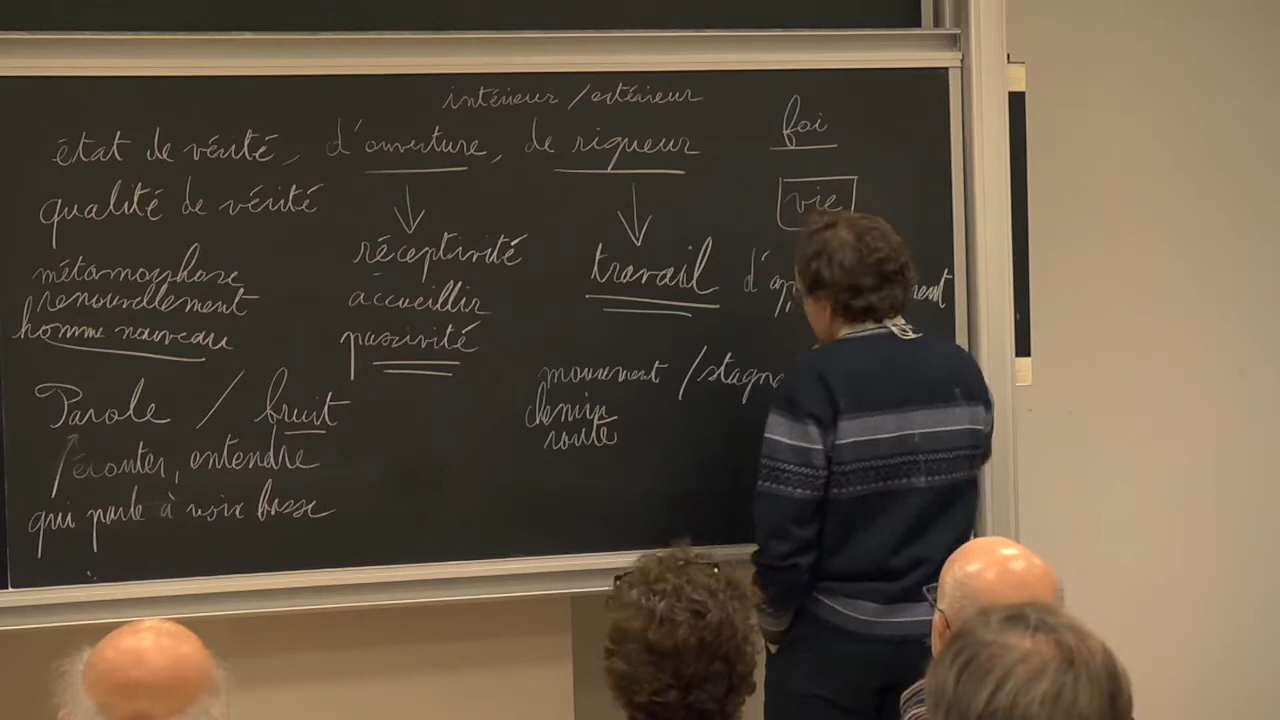 intérieur / extérieur
état de vérité, d'ouverture, de rigueur foi
qualité de vérité vie
réceptivité travail
métamorphose
renouvellement accueillir
homme nouveau passivité
mouvement /
Parole / bruit chemin
route
écouter, entendre
qui parle à voix basse